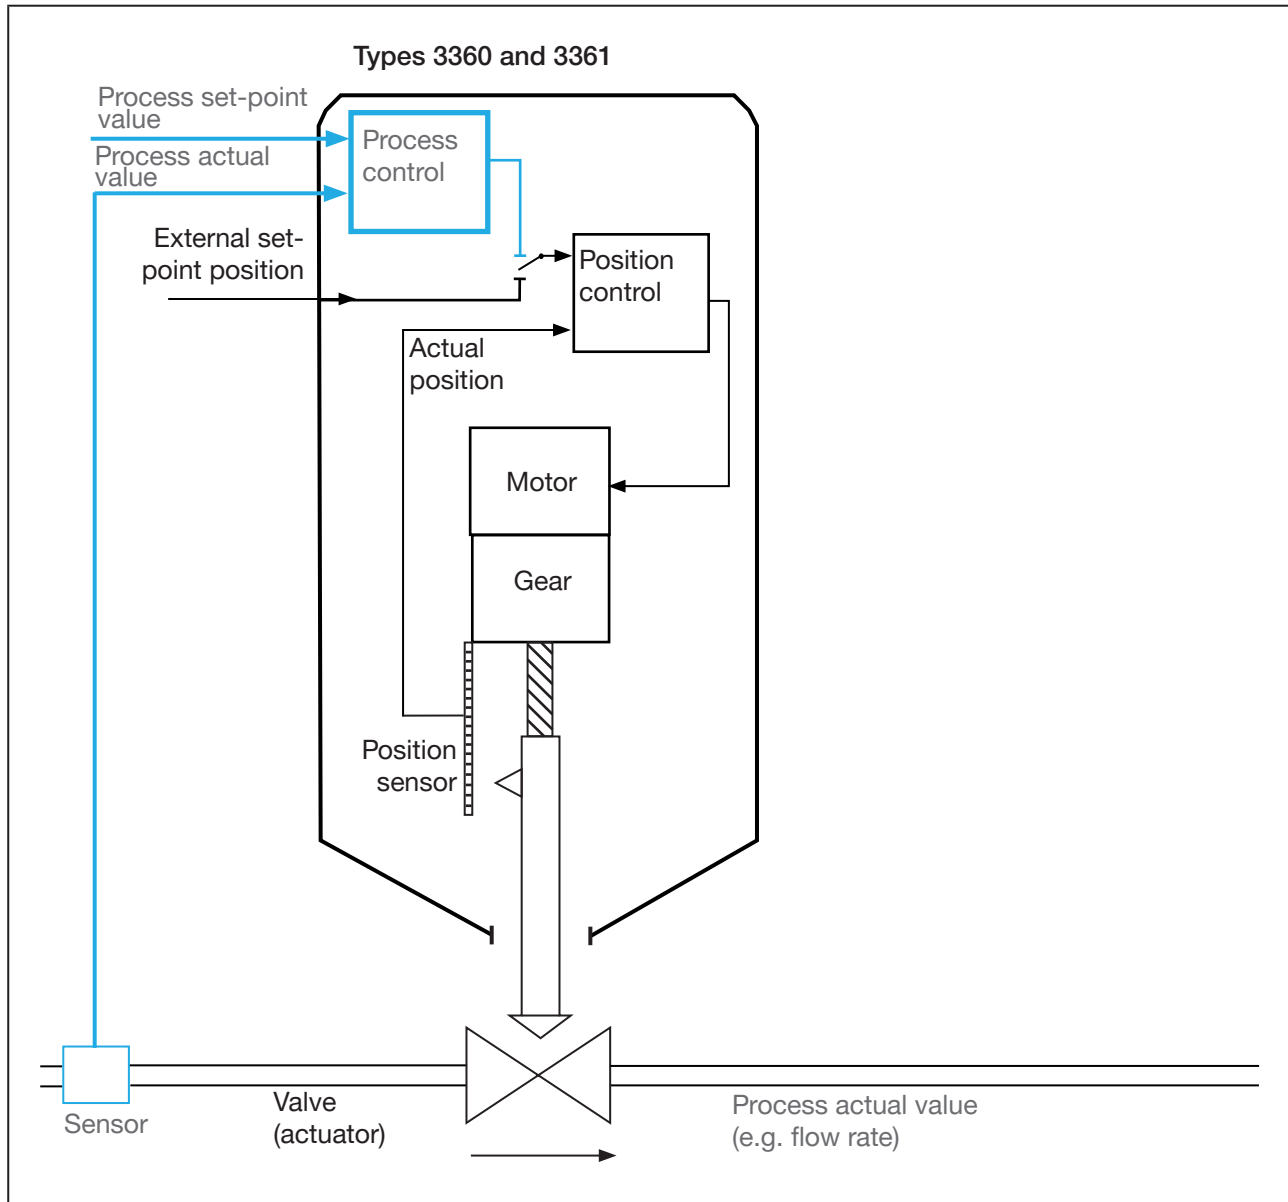 Types 3360 and 3361
Process set-point
value
Process actual
value
Process
control
External set-
point position
Position
control
Actual
position
Motor
Gear
Position
sensor
Sensor
Valve
(actuator)
Process actual value
(e.g. flow rate)